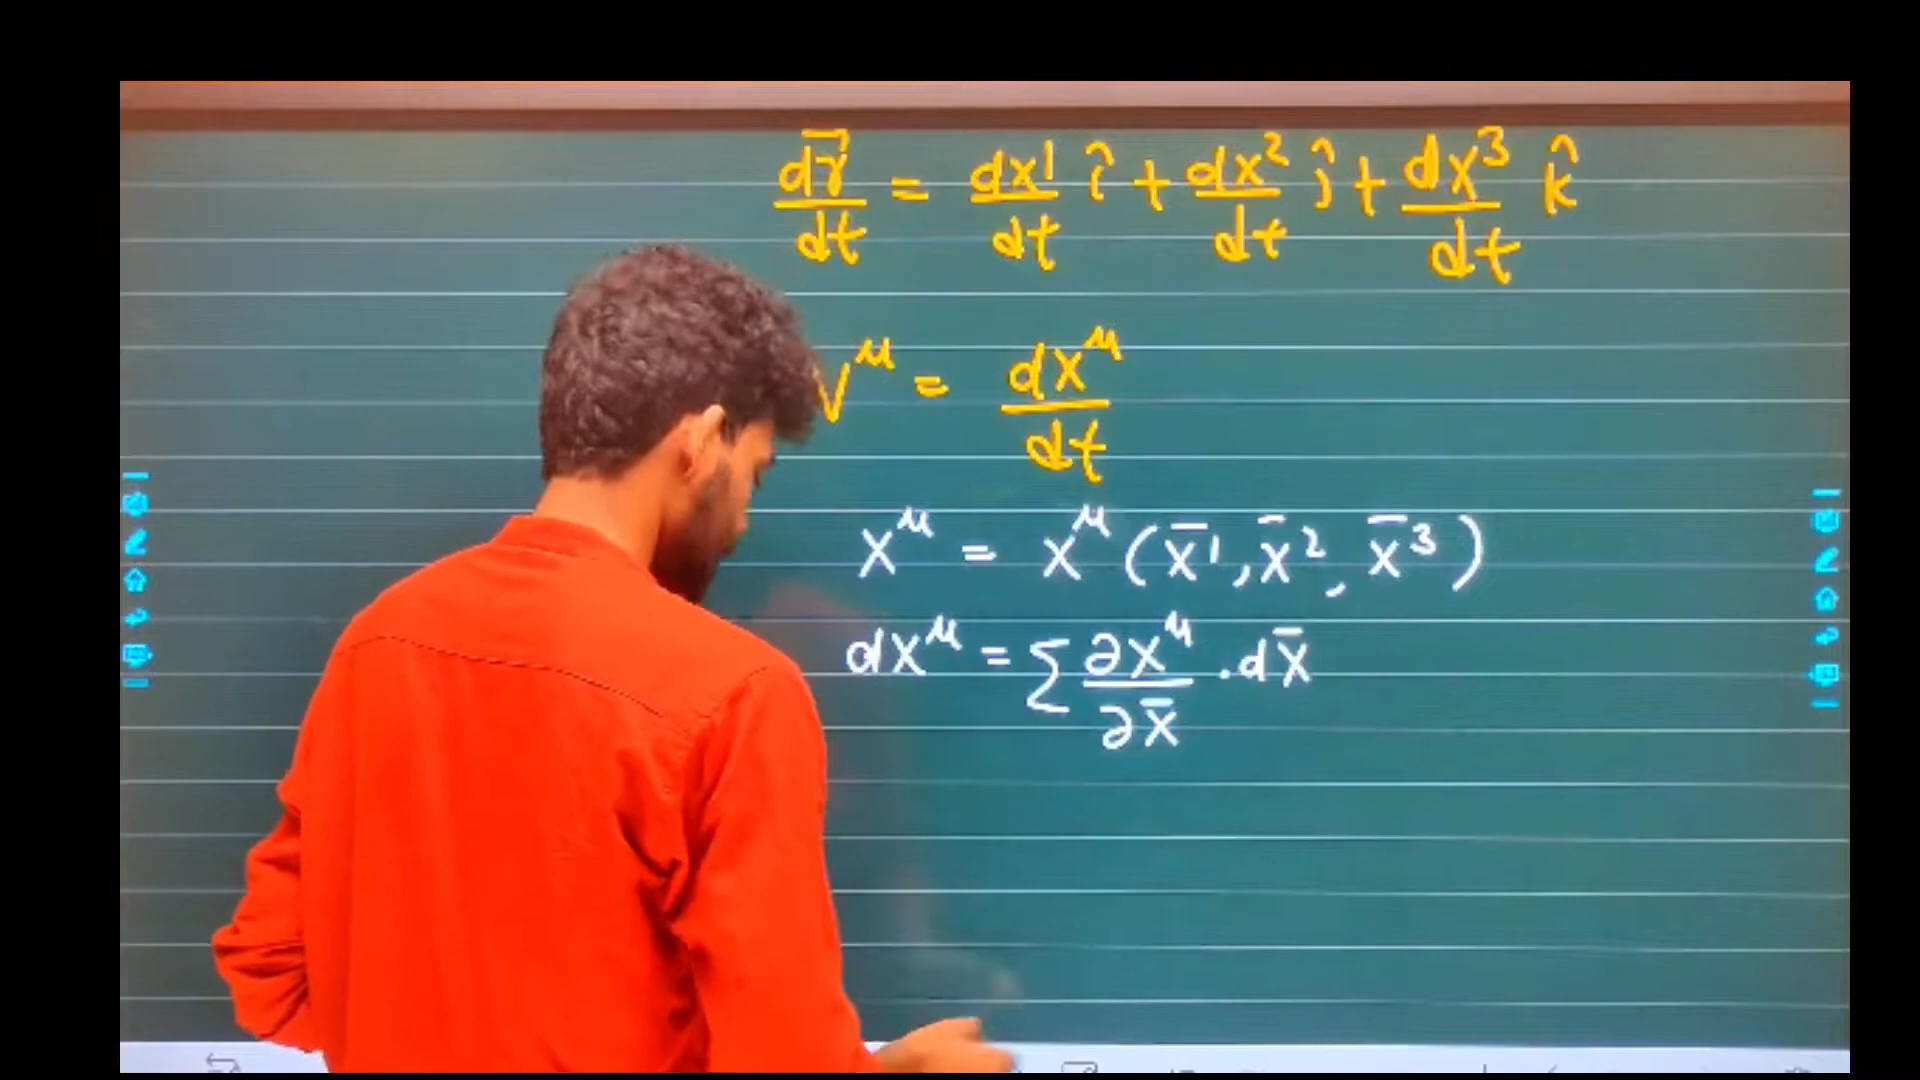 dr⃗/dt = dx¹/dt î + dx²/dt ĵ + dx³/dt k̂
V^μ = dx^μ/dt
x^μ = x^μ (x̄¹, x̄², x̄³)
dx^μ = Σ ∂x^μ/∂x̄ . dx̄